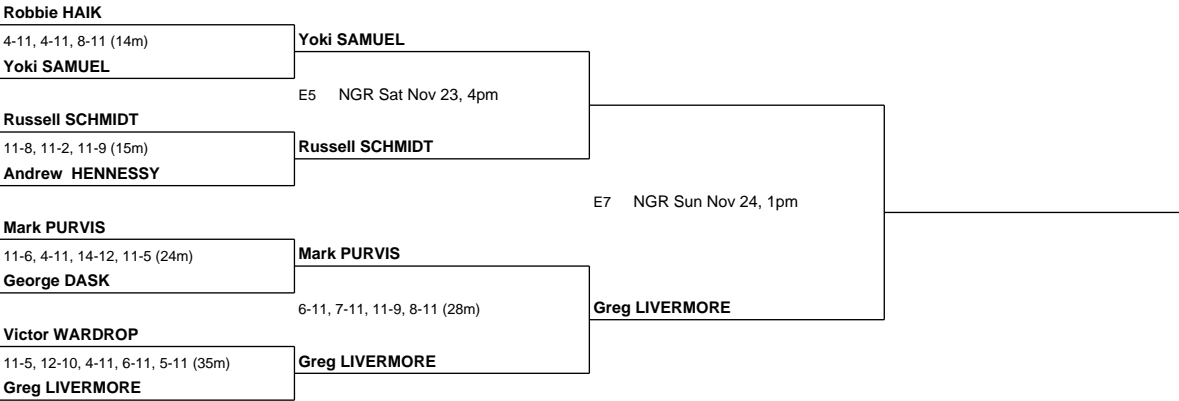 Robbie HAIK
4-11, 4-11, 8-11 (14m)
Yoki SAMUEL
Yoki SAMUEL
E5 NGR Sat Nov 23, 4pm
Russell SCHMIDT
11-8, 11-2, 11-9 (15m)
Russell SCHMIDT
Andrew HENNESSY
E7 NGR Sun Nov 24, 1pm
Mark PURVIS
11-6, 4-11, 14-12, 11-5 (24m)
Mark PURVIS
George DASK
6-11, 7-11, 11-9, 8-11 (28m)
Greg LIVERMORE
Victor WARDROP
11-5, 12-10, 4-11, 6-11, 5-11 (35m)
Greg LIVERMORE
Greg LIVERMORE